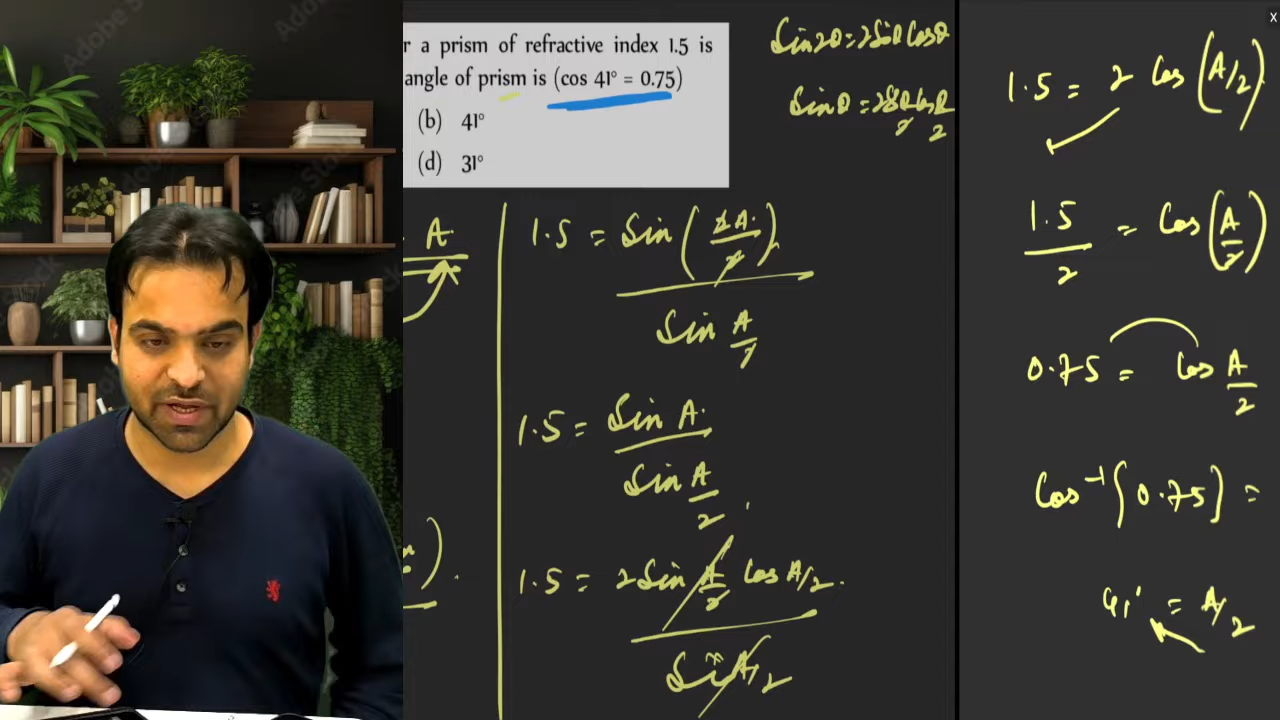 r a prism of refractive index 1.5 is
angle of prism is (cos 41° = 0.75)
(b) 41°
(d) 31°
Sin2θ = 2Sinθ Cosθ
A
1.5 = Sin (2A/2)
Sin A/2
1.5 = Sin A.
Sin A/2
1.5 = 2 Sin A/2 Cos A/2.
Sin A/2
1.5 = 2 Cos (A/2)
1.5/2 = Cos (A/2)
0.75 = Cos A/2
Cos⁻¹ [0.75] =
41° = A/2
X